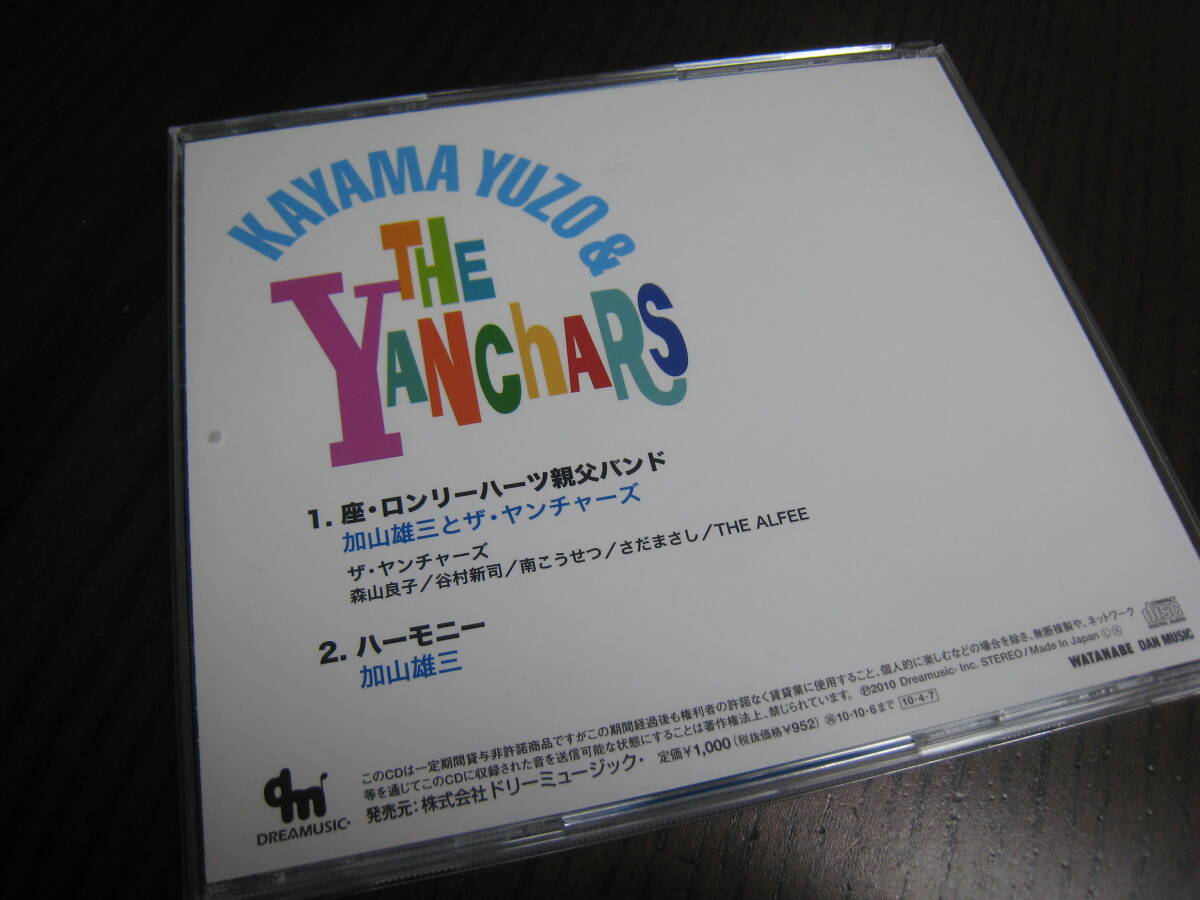 KAYAMA YUZO &
THE
YANChARS
1. 座・ロンリーハーツ親父バンド
加山雄三とザ・ヤンチャーズ
ザ・ヤンチャーズ
森山良子／谷村新司／南こうせつ／さだまさし／THE ALFEE
2. ハーモニー
加山雄三
COMPACT
disc
DIGITAL AUDIO
このCDは一定期間貸与非許諾商品ですがこの期間経過後も権利者の許諾なく賃貸業に使用すること、個人的に楽しむなどの場合を除き、無断複製や、ネットワーク
等を通じてこのCDに収録された音を送信可能な状態にすることは著作権法上、禁じられています。 ℗2010 Dreamusic・Inc. STEREO/Made in Japan Ⓛ Ⓧ
発売元：株式会社ドリーミュージック・ 定価￥1,000（税抜価格￥952） 10・10・6まで 10・4・7
WATANABE DAN MUSIC
dm
DREAMUSIC・